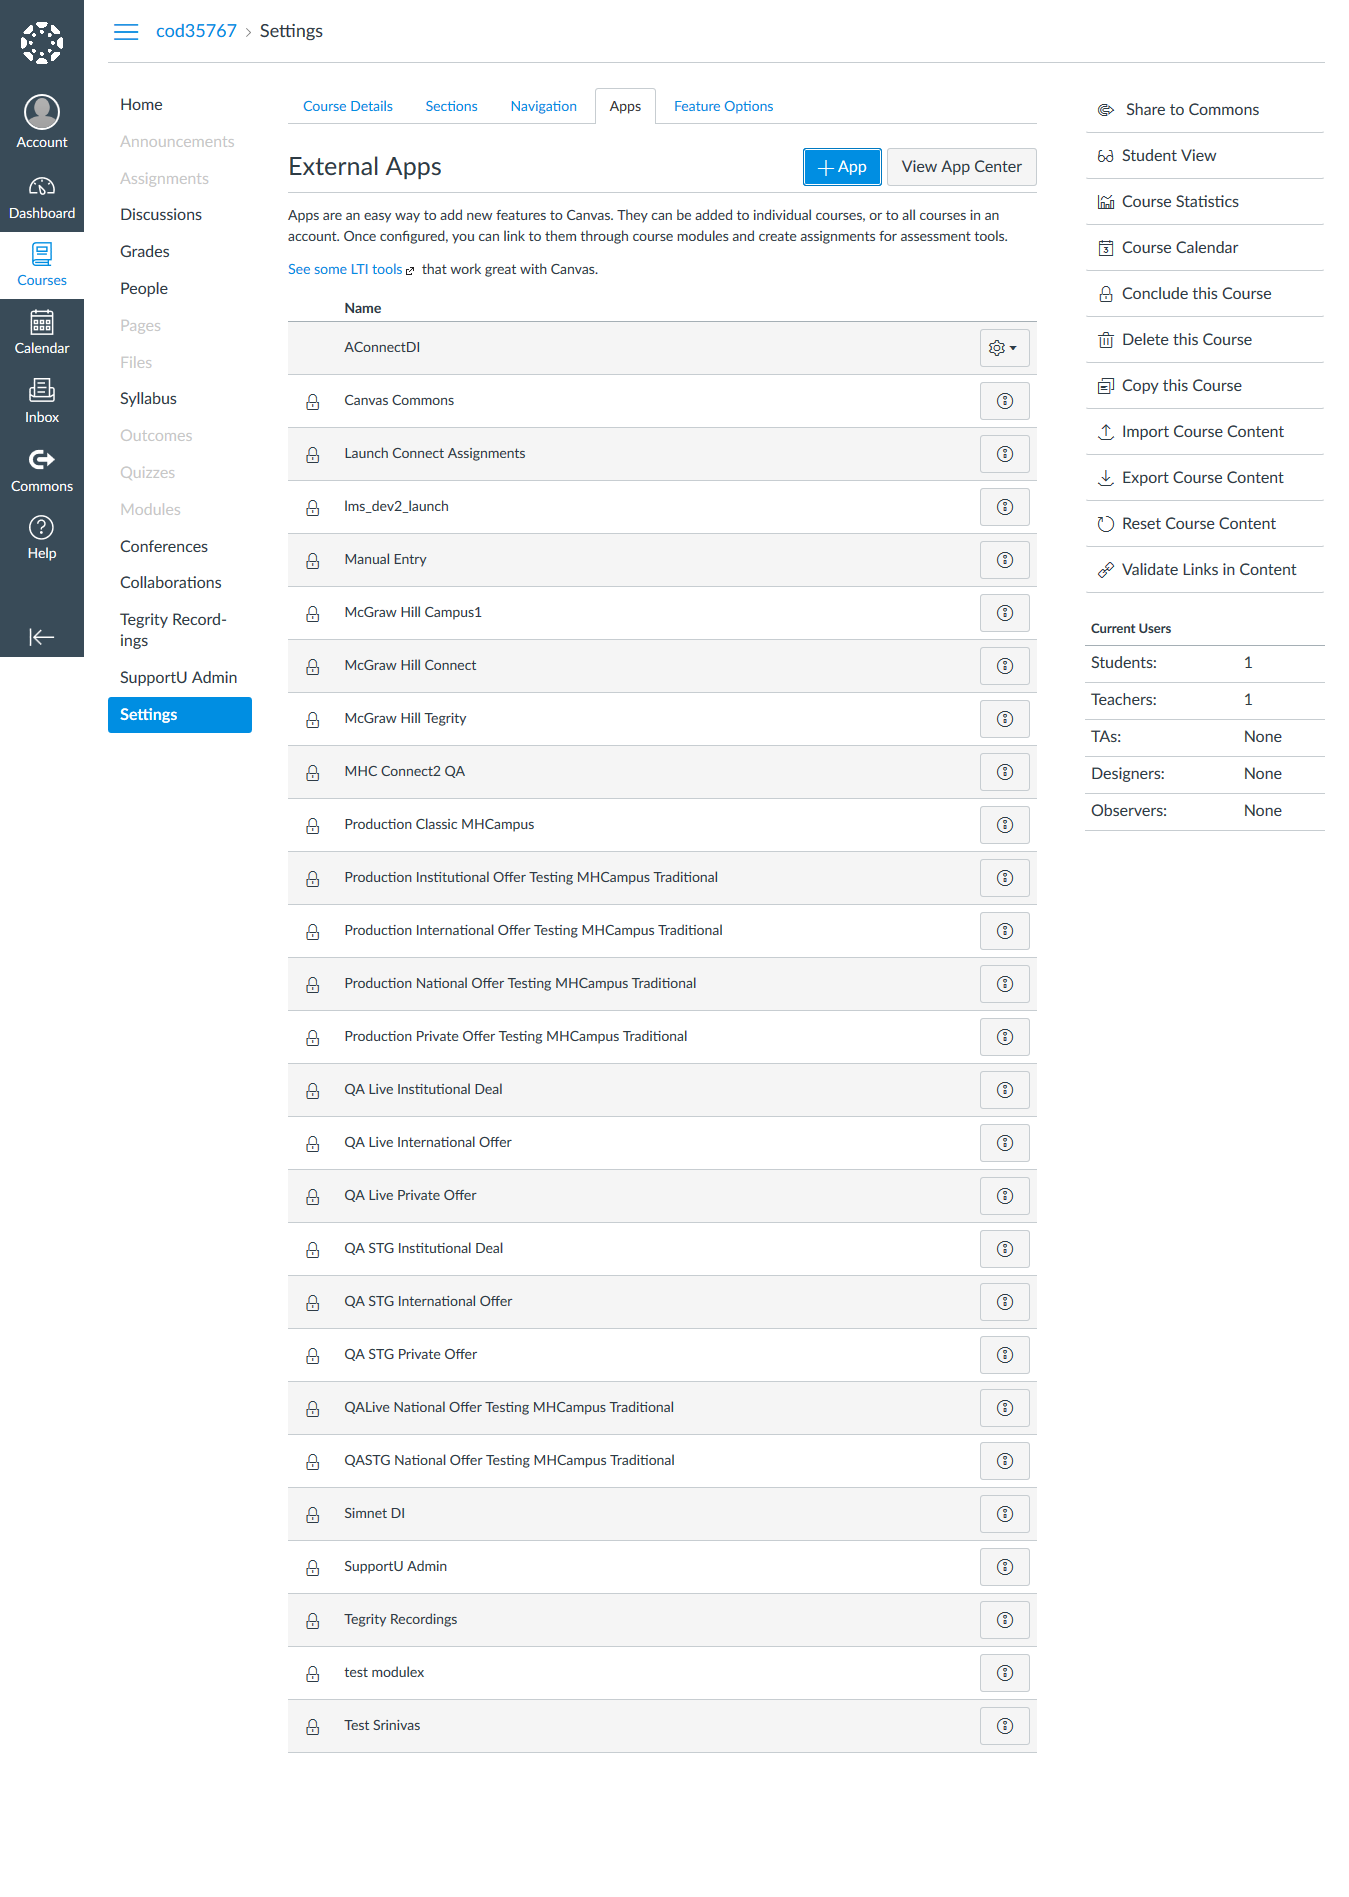 cod35767 › Settings
Account
Dashboard
Courses
Calendar
Inbox
Commons
Help
Home
Announcements
Assignments
Discussions
Grades
People
Pages
Files
Syllabus
Outcomes
Quizzes
Modules
Conferences
Collaborations
Tegrity Record-
ings
SupportU Admin
Settings
Course Details
Sections
Navigation
Apps
Feature Options
External Apps
App
View App Center
Apps are an easy way to add new features to Canvas. They can be added to individual courses, or to all courses in an
account. Once configured, you can link to them through course modules and create assignments for assessment tools.
See some LTI tools that work great with Canvas.
Name
AConnectDI
Canvas Commons
Launch Connect Assignments
lms_dev2_launch
Manual Entry
McGraw Hill Campus1
McGraw Hill Connect
McGraw Hill Tegrity
MHC Connect2 QA
Production Classic MHCampus
Production Institutional Offer Testing MHCampus Traditional
Production International Offer Testing MHCampus Traditional
Production National Offer Testing MHCampus Traditional
Production Private Offer Testing MHCampus Traditional
QA Live Institutional Deal
QA Live International Offer
QA Live Private Offer
QA STG Institutional Deal
QA STG International Offer
QA STG Private Offer
QALive National Offer Testing MHCampus Traditional
QASTG National Offer Testing MHCampus Traditional
Simnet DI
SupportU Admin
Tegrity Recordings
test modulex
Test Srinivas
Share to Commons
Student View
Course Statistics
Course Calendar
Conclude this Course
Delete this Course
Copy this Course
Import Course Content
Export Course Content
Reset Course Content
Validate Links in Content
Current Users
Students: 1
Teachers: 1
TAs: None
Designers: None
Observers: None